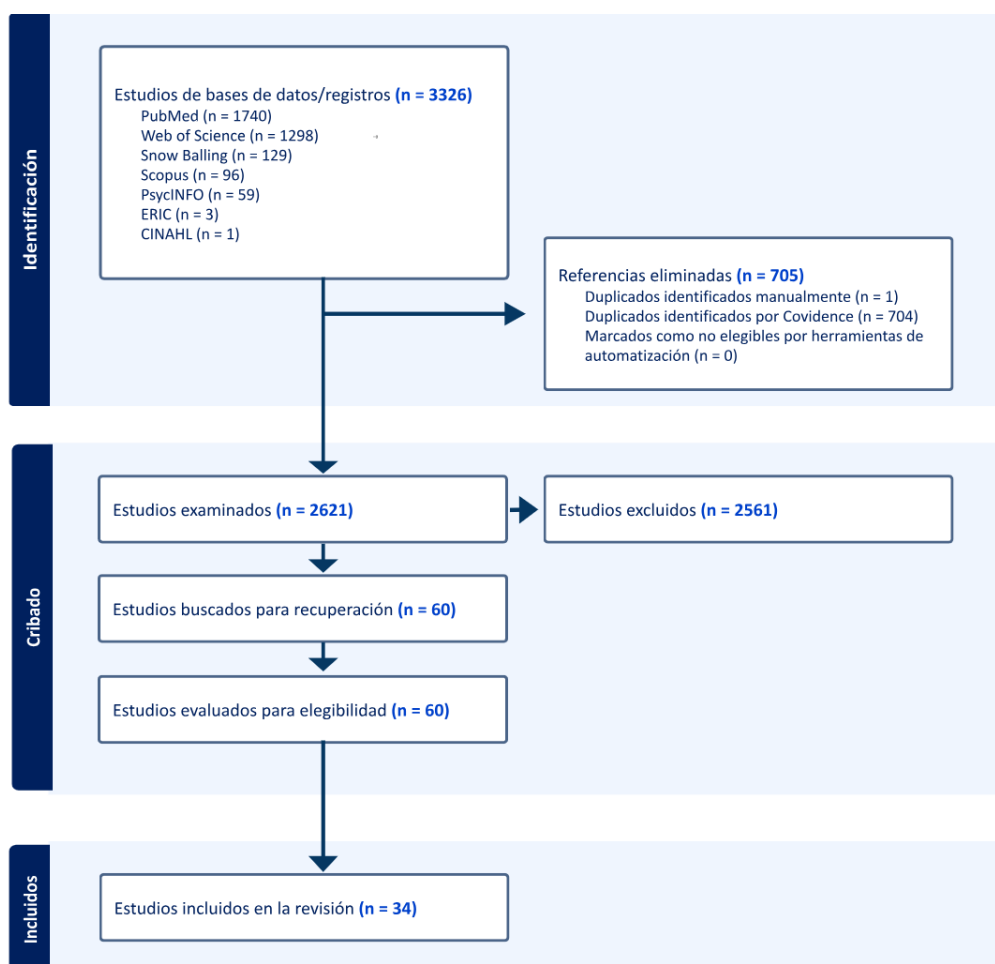 Identificación
Estudios de bases de datos/registros (n = 3326)
PubMed (n = 1740)
Web of Science (n = 1298)
Snow Balling (n = 129)
Scopus (n = 96)
PsycINFO (n = 59)
ERIC (n = 3)
CINAHL (n = 1)
Referencias eliminadas (n = 705)
Duplicados identificados manualmente (n = 1)
Duplicados identificados por Covidence (n = 704)
Marcados como no elegibles por herramientas de
automatización (n = 0)
Cribado
Estudios examinados (n = 2621)
Estudios excluidos (n = 2561)
Estudios buscados para recuperación (n = 60)
Estudios evaluados para elegibilidad (n = 60)
Incluidos
Estudios incluidos en la revisión (n = 34)